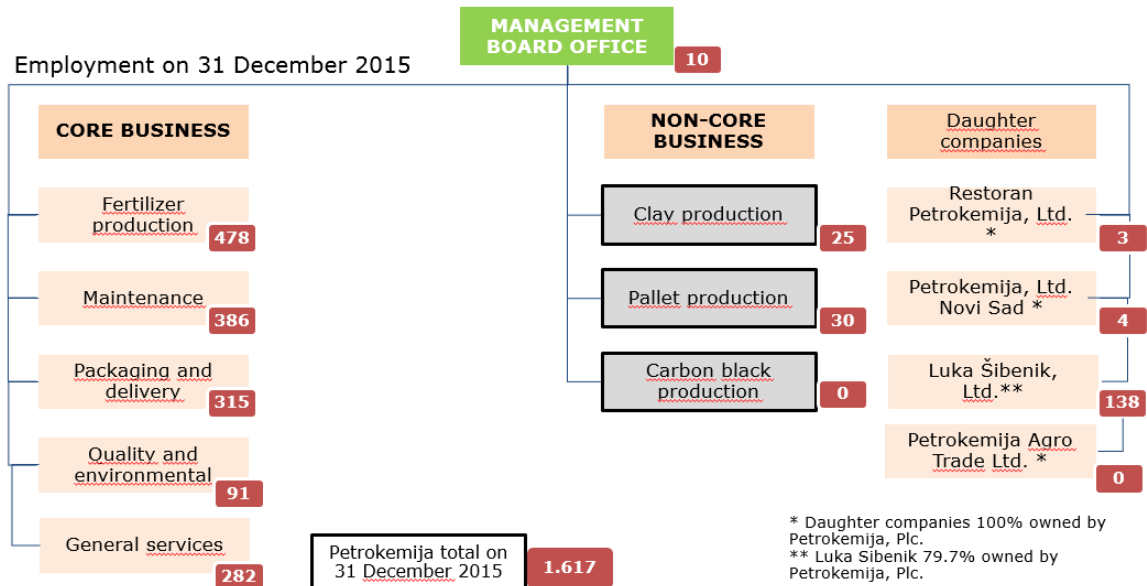 MANAGEMENT
BOARD OFFICE
10
Employment on 31 December 2015
CORE BUSINESS
Fertilizer
production
478
Maintenance
386
Packaging and
delivery
315
Quality and
environmental
91
General services
282
NON-CORE
BUSINESS
Clay production
25
Pallet production
30
Carbon black
production
0
Daughter
companies
Restoran
Petrokemija, Ltd.
*
3
Petrokemija, Ltd.
Novi Sad *
4
Luka Šibenik,
Ltd.**
138
Petrokemija Agro
Trade Ltd. *
0
Petrokemija total on
31 December 2015
1.617
* Daughter companies 100% owned by
Petrokemija, Plc.
** Luka Sibenik 79.7% owned by
Petrokemija, Plc.